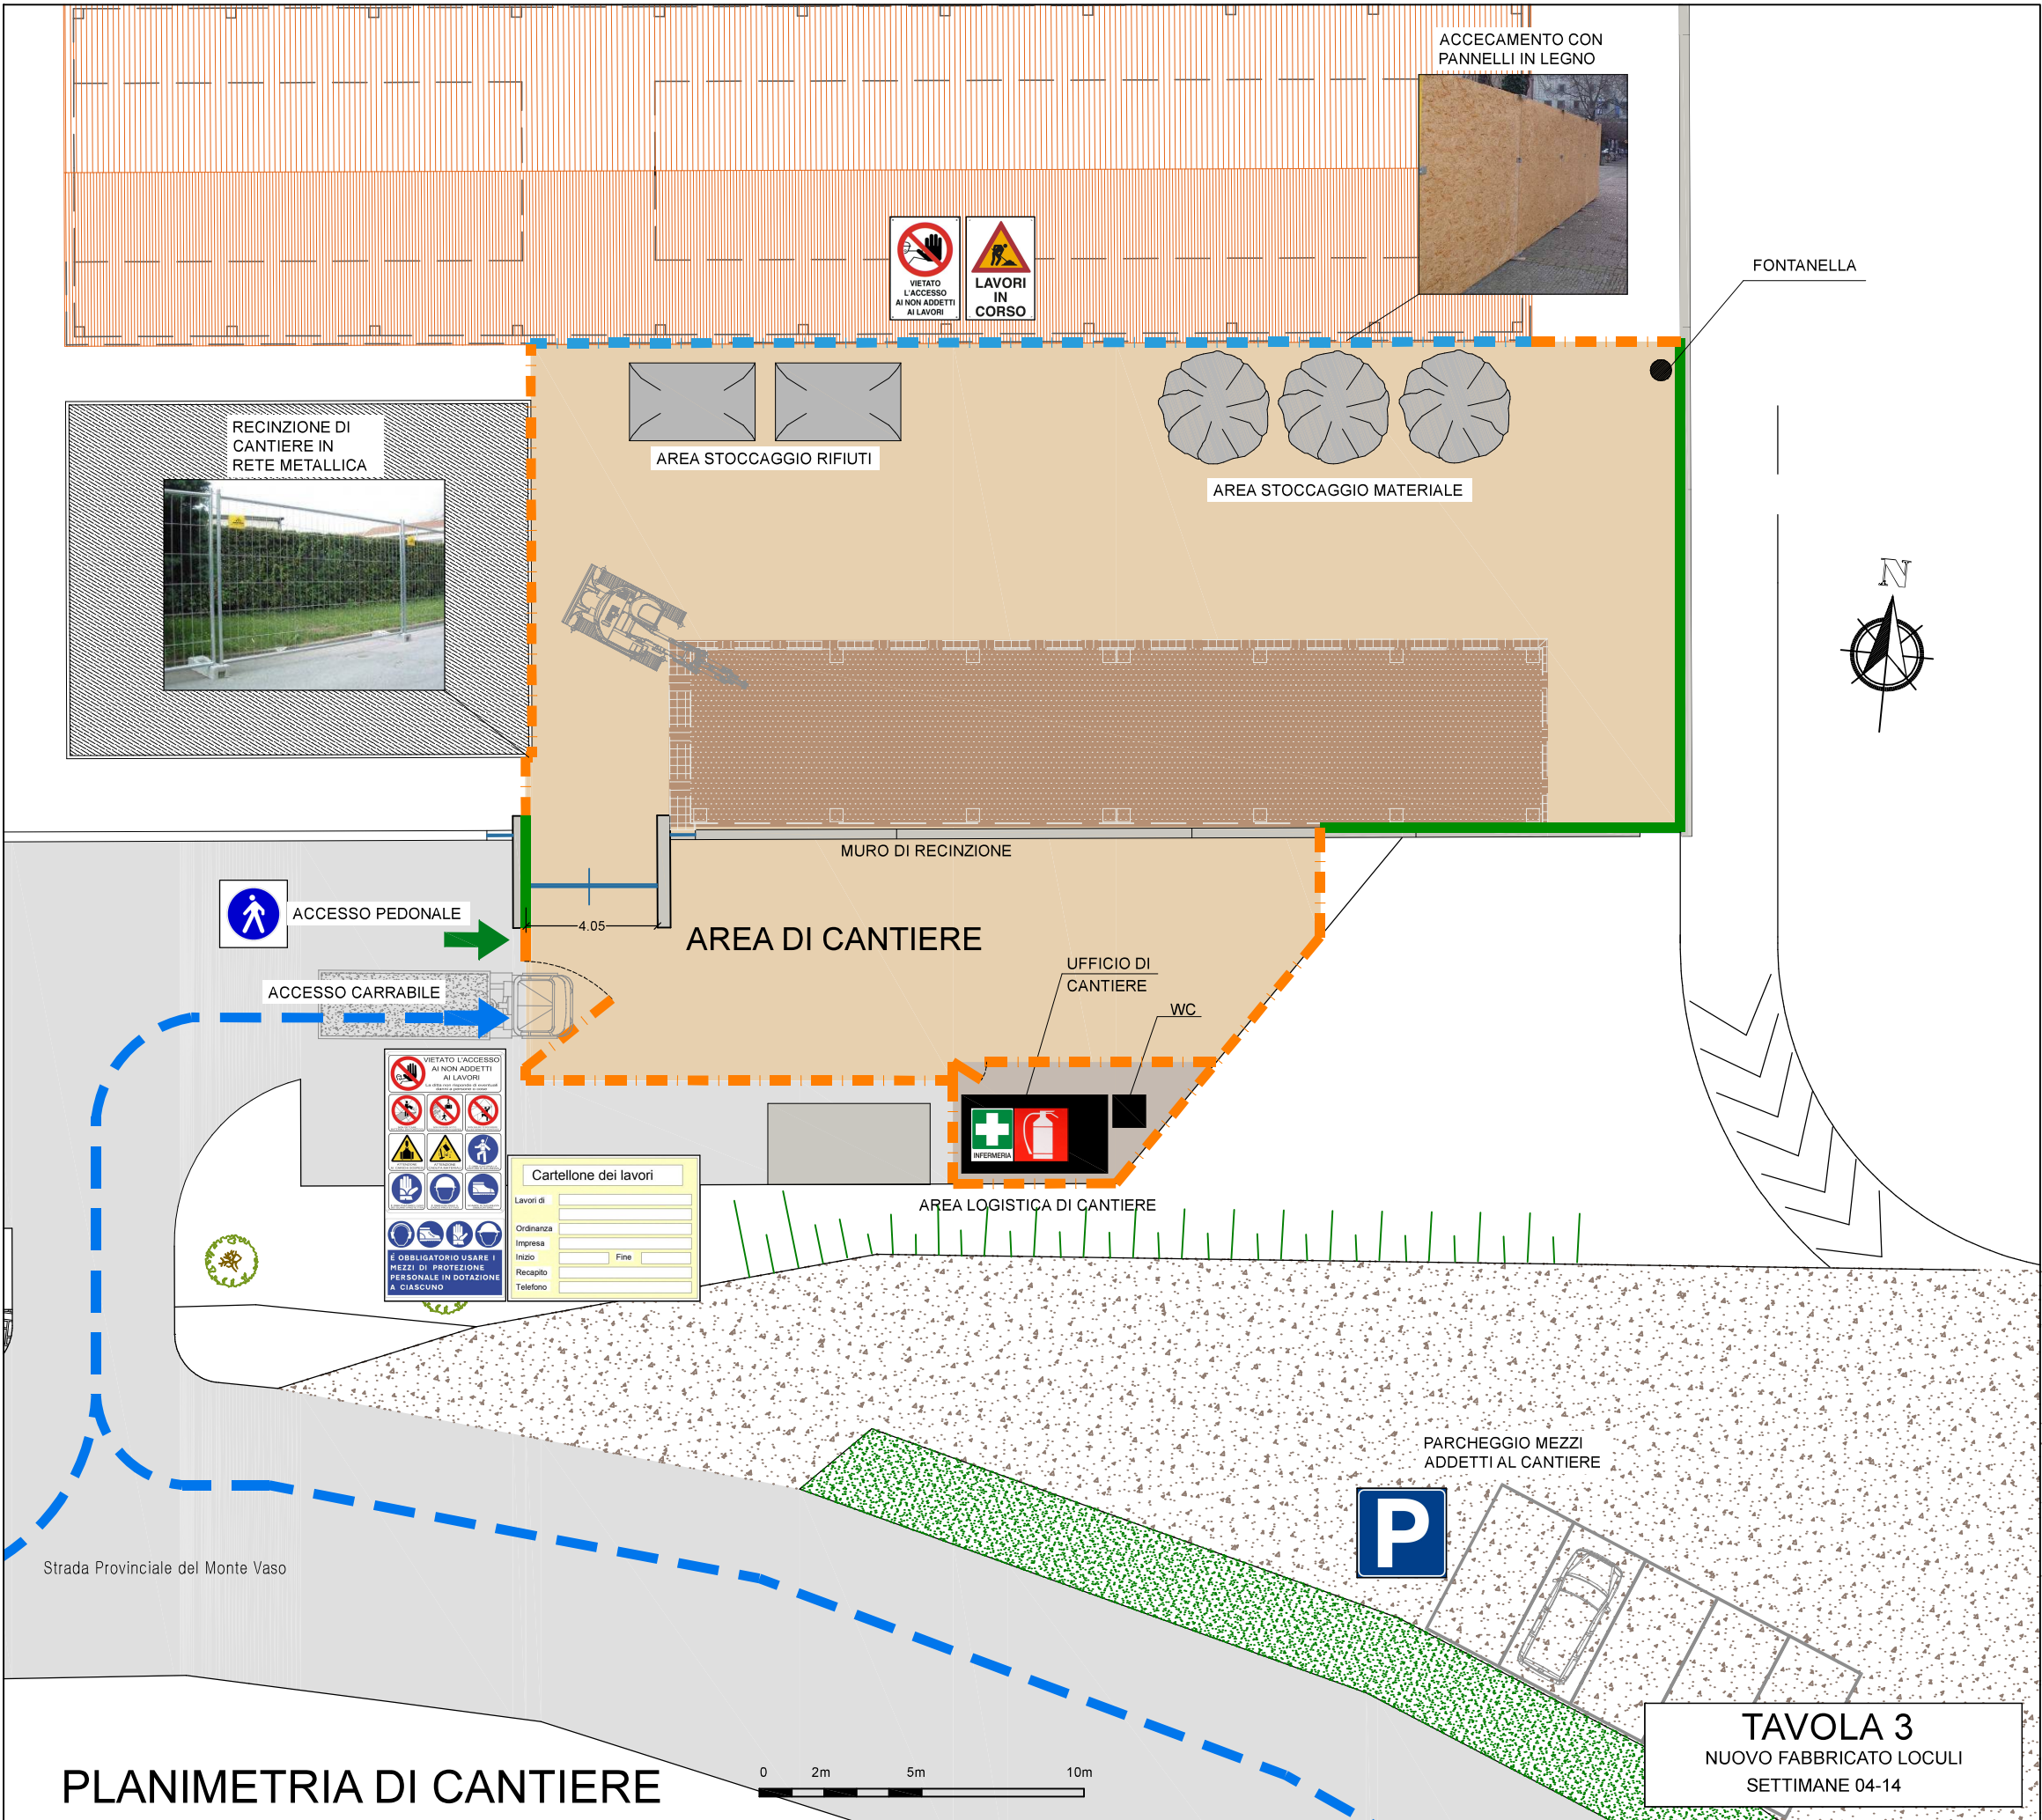 ACCECAMENTO CON
PANNELLI IN LEGNO
FONTANELLA
VIETATO
L'ACCESSO
AI NON ADDETTI
AI LAVORI
LAVORI
IN
CORSO
RECINZIONE DI
CANTIERE IN
RETE METALLICA
AREA STOCCAGGIO RIFIUTI
AREA STOCCAGGIO MATERIALE
N
MURO DI RECINZIONE
ACCESSO PEDONALE
4.05
AREA DI CANTIERE
UFFICIO DI
CANTIERE
WC
ACCESSO CARRABILE
VIETATO L'ACCESSO
AI NON ADDETTI
AI LAVORI
INFERMERIA
AREA LOGISTICA DI CANTIERE
Cartellone dei lavori
Lavori di
Ordinanza
Impresa
Inizio Fine
Recapito
Telefono
È OBBLIGATORIO USARE I
MEZZI DI PROTEZIONE
PERSONALE IN DOTAZIONE
A CIASCUNO
PARCHEGGIO MEZZI
ADDETTI AL CANTIERE
P
Strada Provinciale del Monte Vaso
PLANIMETRIA DI CANTIERE
0 2m 5m 10m
TAVOLA 3
NUOVO FABBRICATO LOCULI
SETTIMANE 04-14